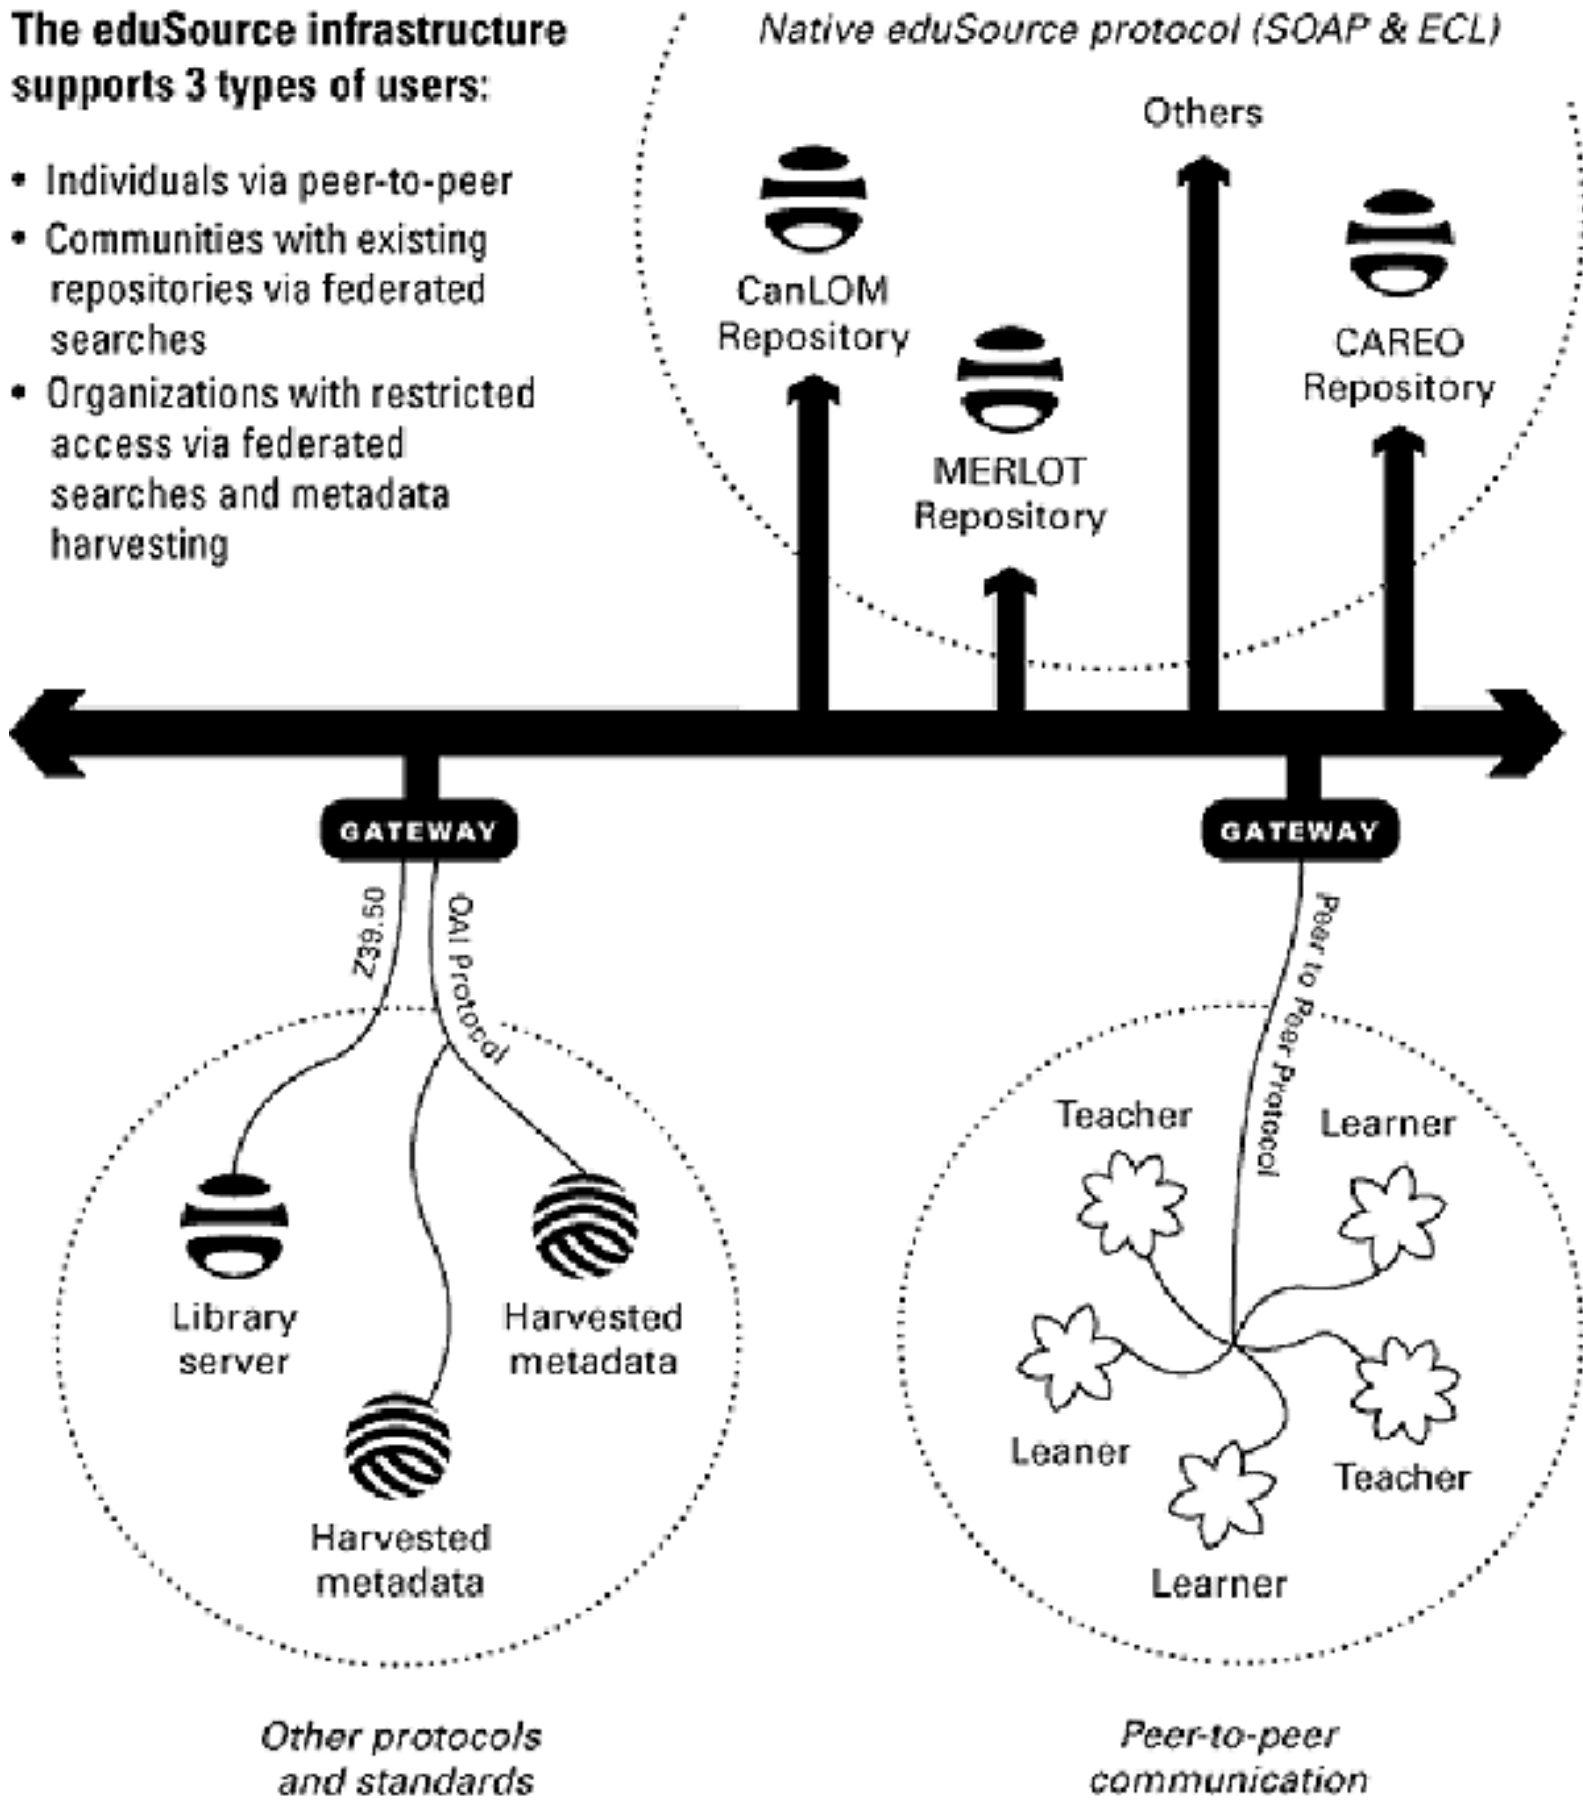 The eduSource infrastructure
supports 3 types of users:
• Individuals via peer-to-peer
• Communities with existing
repositories via federated
searches
• Organizations with restricted
access via federated
searches and metadata
harvesting
Native eduSource protocol (SOAP & ECL)
Others
CanLOM
Repository
MERLOT
Repository
CAREO
Repository
GATEWAY
GATEWAY
Z39.50
OAI Protocal
Peer to Peer Protocol
Library
server
Harvested
metadata
Harvested
metadata
Teacher
Learner
Leaner
Teacher
Learner
Other protocols
and standards
Peer-to-peer
communication